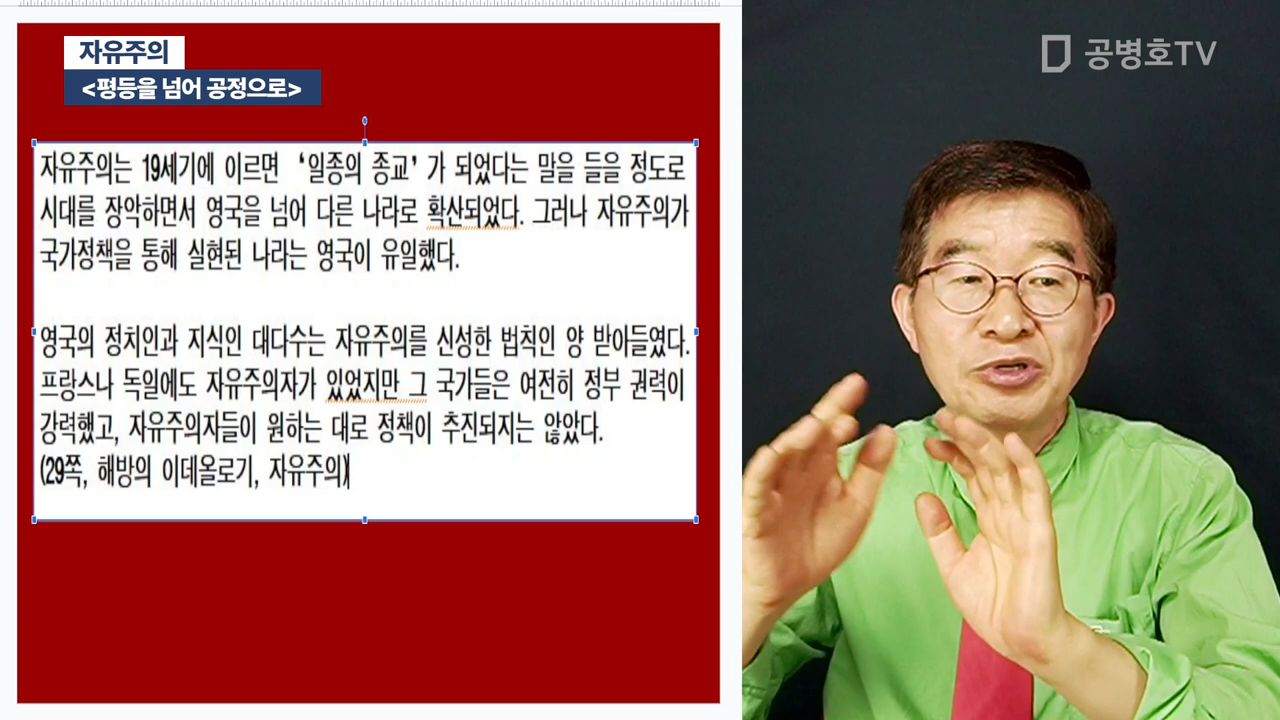 자유주의
<평등을 넘어 공정으로>
공병호TV
자유주의는 19세기에 이르면 '일종의 종교'가 되었다는 말을 들을 정도로
시대를 장악하면서 영국을 넘어 다른 나라로 확산되었다. 그러나 자유주의가
국가정책을 통해 실현된 나라는 영국이 유일했다.
영국의 정치인과 지식인 대다수는 자유주의를 신성한 법칙인 양 받아들였다.
프랑스나 독일에도 자유주의자가 있었지만 그 국가들은 여전히 정부 권력이
강력했고, 자유주의자들이 원하는 대로 정책이 추진되지는 않았다.
(29쪽, 해방의 이데올로기, 자유주의)